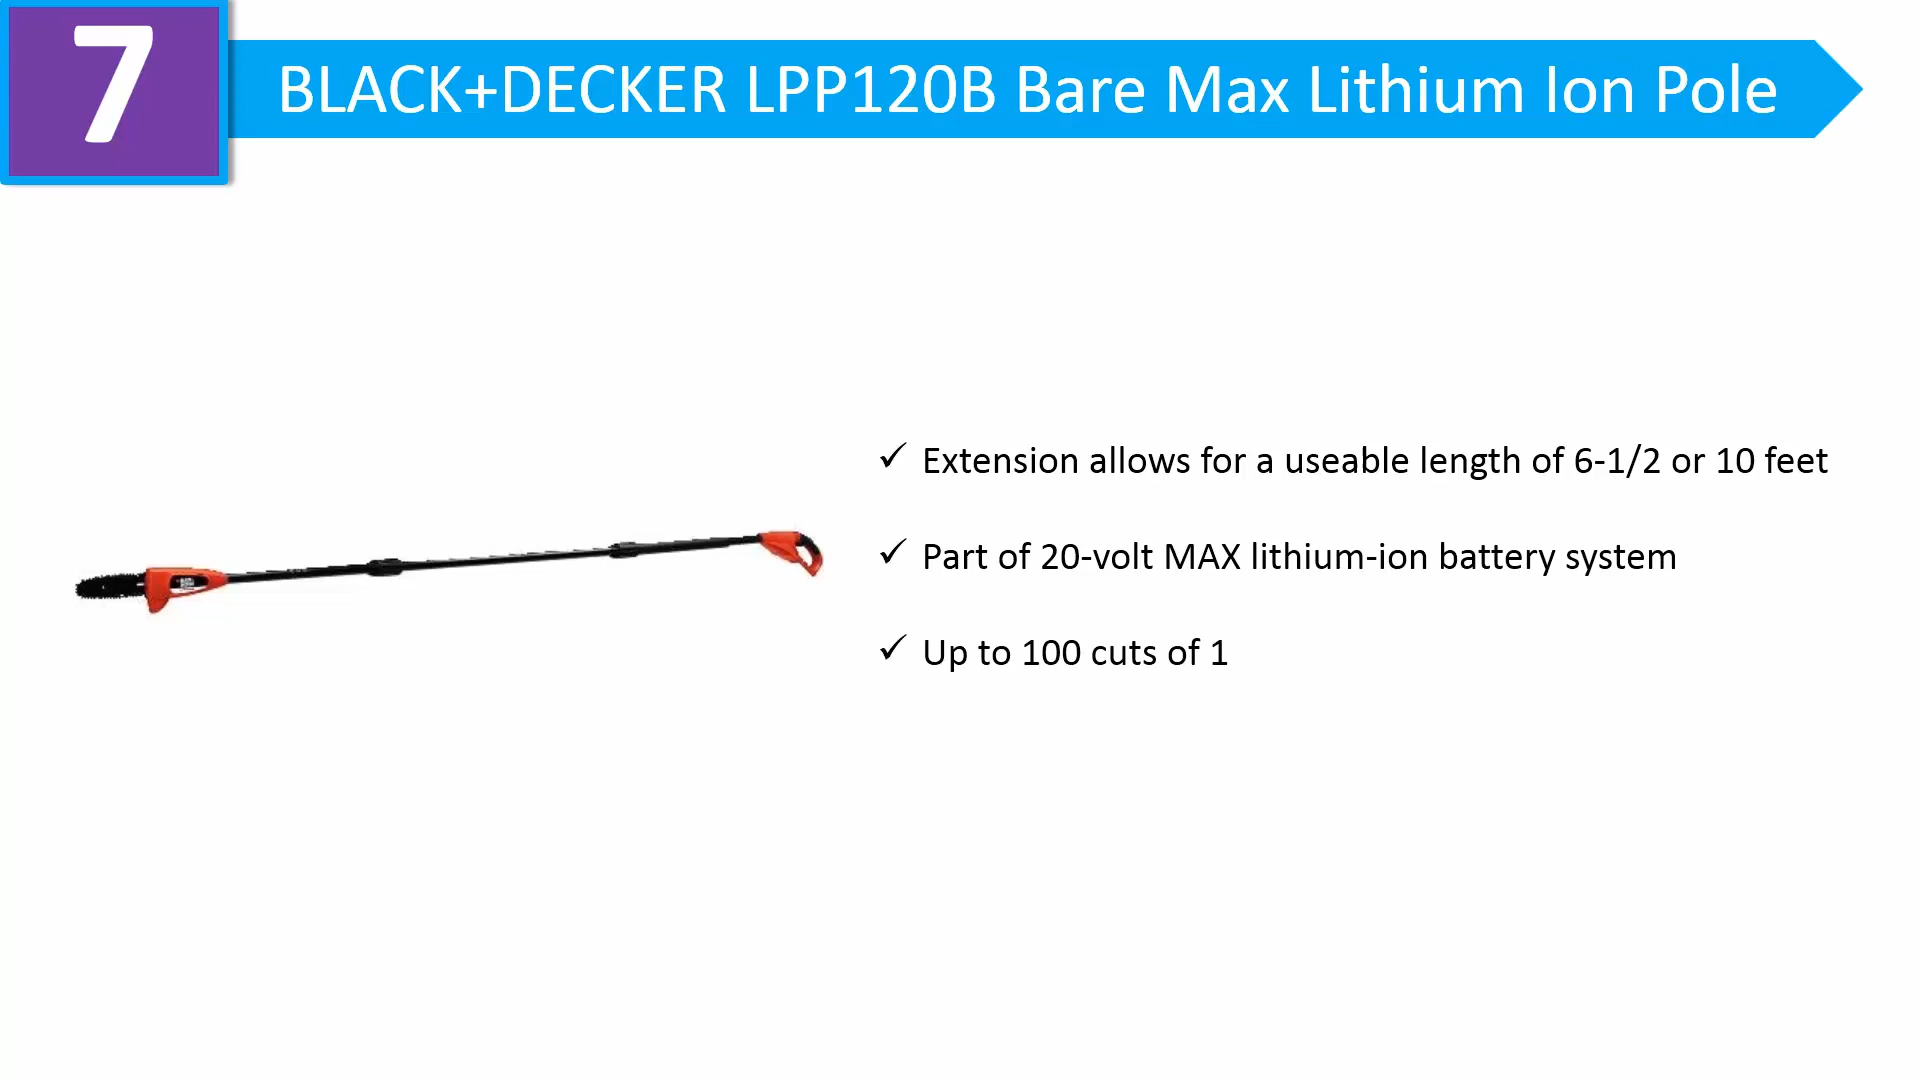 7
BLACK+DECKER LPP120B Bare Max Lithium Ion Pole
✓ Extension allows for a useable length of 6-1/2 or 10 feet
✓ Part of 20-volt MAX lithium-ion battery system
✓ Up to 100 cuts of 1